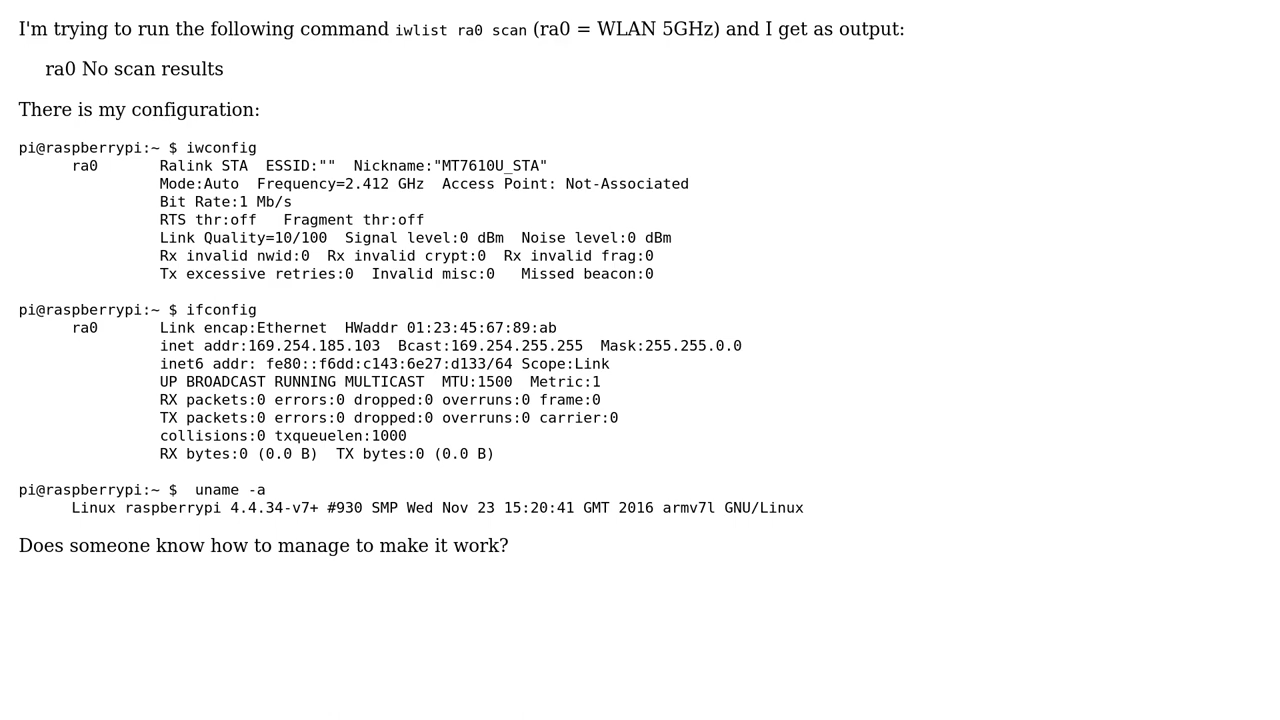 I'm trying to run the following command iwlist ra0 scan (ra0 = WLAN 5GHz) and I get as output:
ra0 No scan results
There is my configuration:
pi@raspberrypi:~ $ iwconfig
ra0       Ralink STA  ESSID:""  Nickname:"MT7610U_STA"
Mode:Auto  Frequency=2.412 GHz  Access Point: Not-Associated
Bit Rate:1 Mb/s
RTS thr:off   Fragment thr:off
Link Quality=10/100  Signal level:0 dBm  Noise level:0 dBm
Rx invalid nwid:0  Rx invalid crypt:0  Rx invalid frag:0
Tx excessive retries:0  Invalid misc:0   Missed beacon:0
pi@raspberrypi:~ $ ifconfig
ra0       Link encap:Ethernet  HWaddr 01:23:45:67:89:ab
inet addr:169.254.185.103  Bcast:169.254.255.255  Mask:255.255.0.0
inet6 addr: fe80::f6dd:c143:6e27:d133/64 Scope:Link
UP BROADCAST RUNNING MULTICAST  MTU:1500  Metric:1
RX packets:0 errors:0 dropped:0 overruns:0 frame:0
TX packets:0 errors:0 dropped:0 overruns:0 carrier:0
collisions:0 txqueuelen:1000
RX bytes:0 (0.0 B)  TX bytes:0 (0.0 B)
pi@raspberrypi:~ $  uname -a
Linux raspberrypi 4.4.34-v7+ #930 SMP Wed Nov 23 15:20:41 GMT 2016 armv7l GNU/Linux
Does someone know how to manage to make it work?